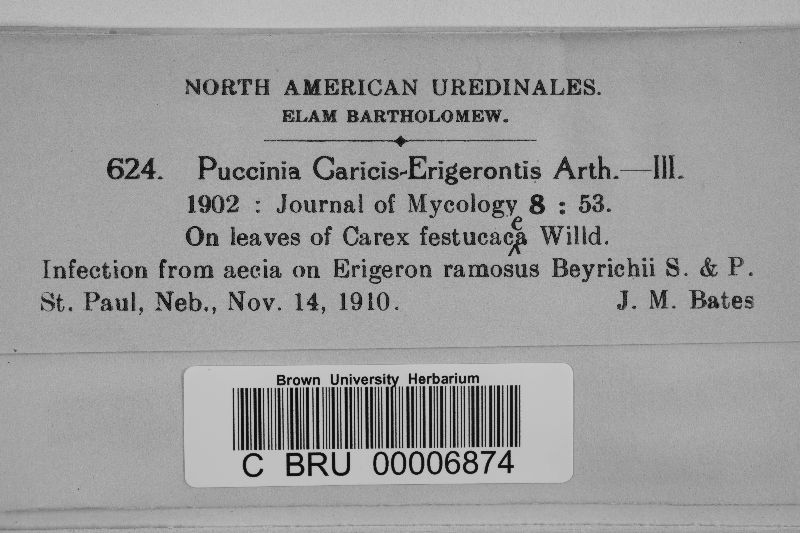 NORTH AMERICAN UREDINALES.
ELAM BARTHOLOMEW.
624. Puccinia Caricis-Erigerontis Arth.—III.
1902 : Journal of Mycology 8 : 53.
On leaves of Carex festucacea Willd.
Infection from aecia on Erigeron ramosus Beyrichii S. & P.
St. Paul, Neb., Nov. 14, 1910. J. M. Bates
Brown University Herbarium
C BRU 00006874